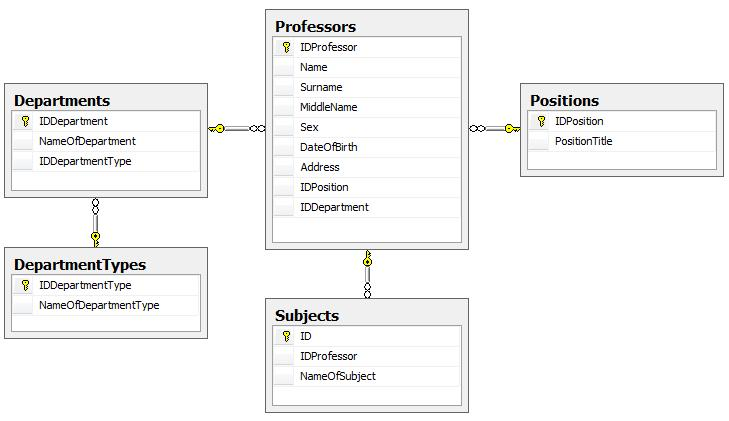 Professors
IDProfessor
Name
Surname
MiddleName
Sex
DateOfBirth
Address
IDPosition
IDDepartment
Departments
IDDepartment
NameOfDepartment
IDDepartmentType
Positions
IDPosition
PositionTitle
DepartmentTypes
IDDepartmentType
NameOfDepartmentType
Subjects
ID
IDProfessor
NameOfSubject